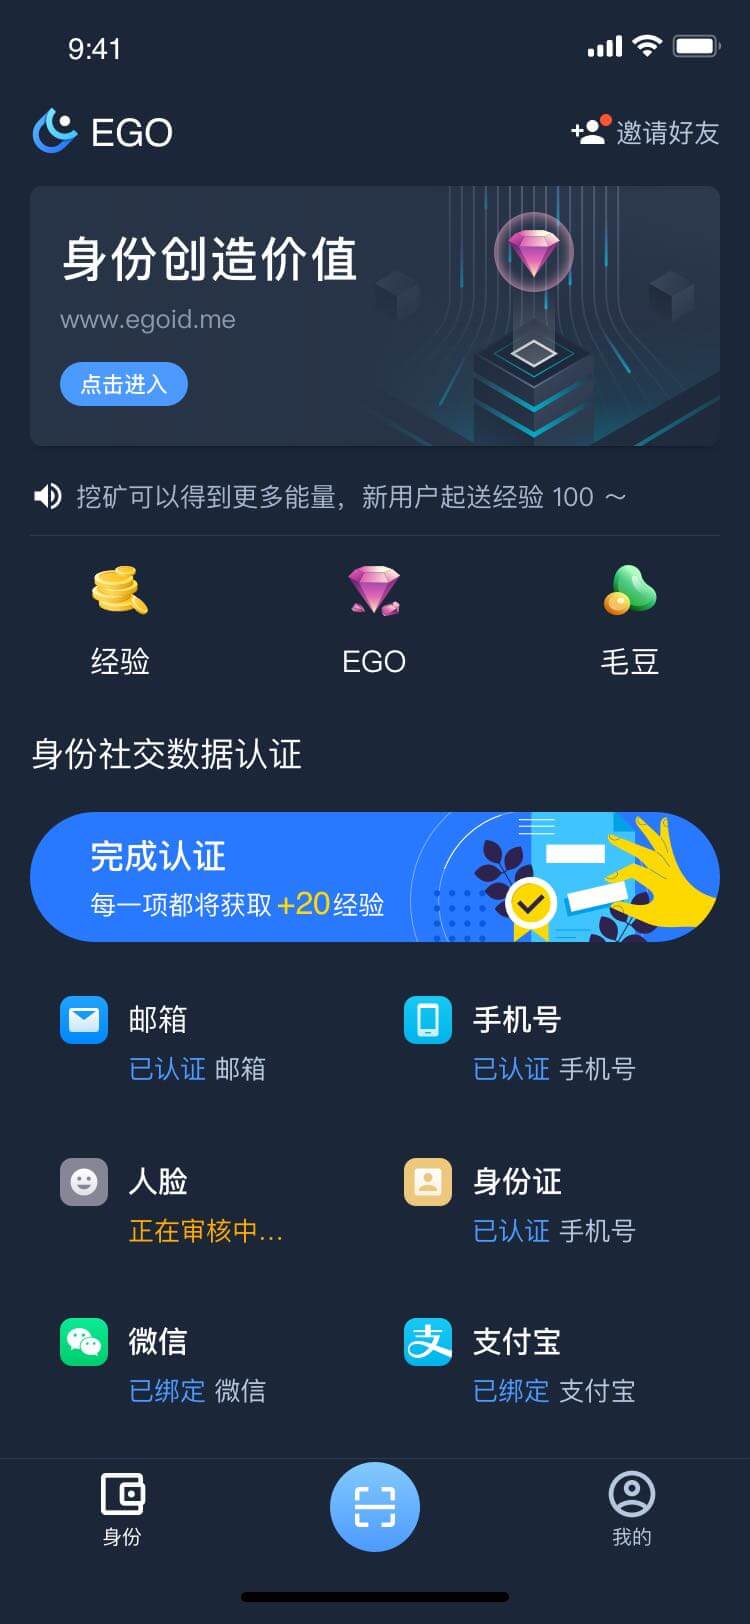 9:41
EGO
邀请好友
身份创造价值
www.egoid.me
点击进入
挖矿可以得到更多能量，新用户起送经验 100 ～
经验
EGO
毛豆
身份社交数据认证
完成认证
每一项都将获取+20经验
邮箱
已认证 邮箱
手机号
已认证 手机号
人脸
正在审核中...
身份证
已认证 手机号
微信
已绑定 微信
支付宝
已绑定 支付宝
身份
我的